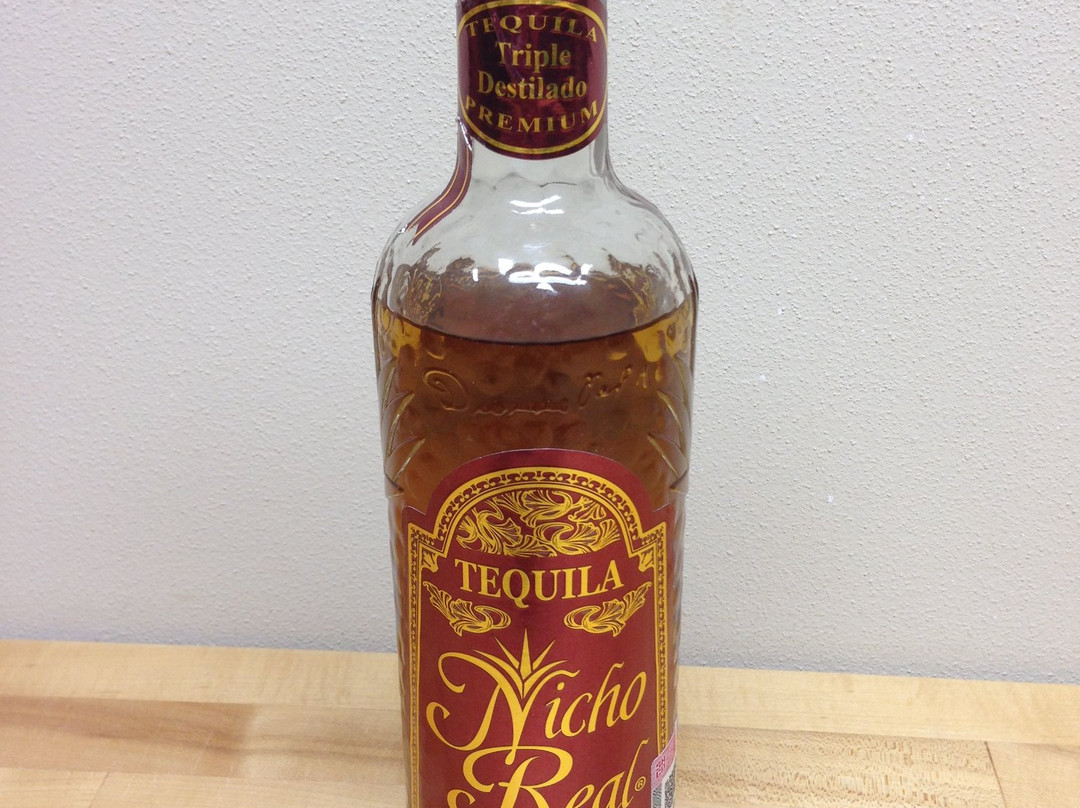 TEQUILA
Triple
Destilado
PREMIUM
TEQUILA
Nicho
Real®